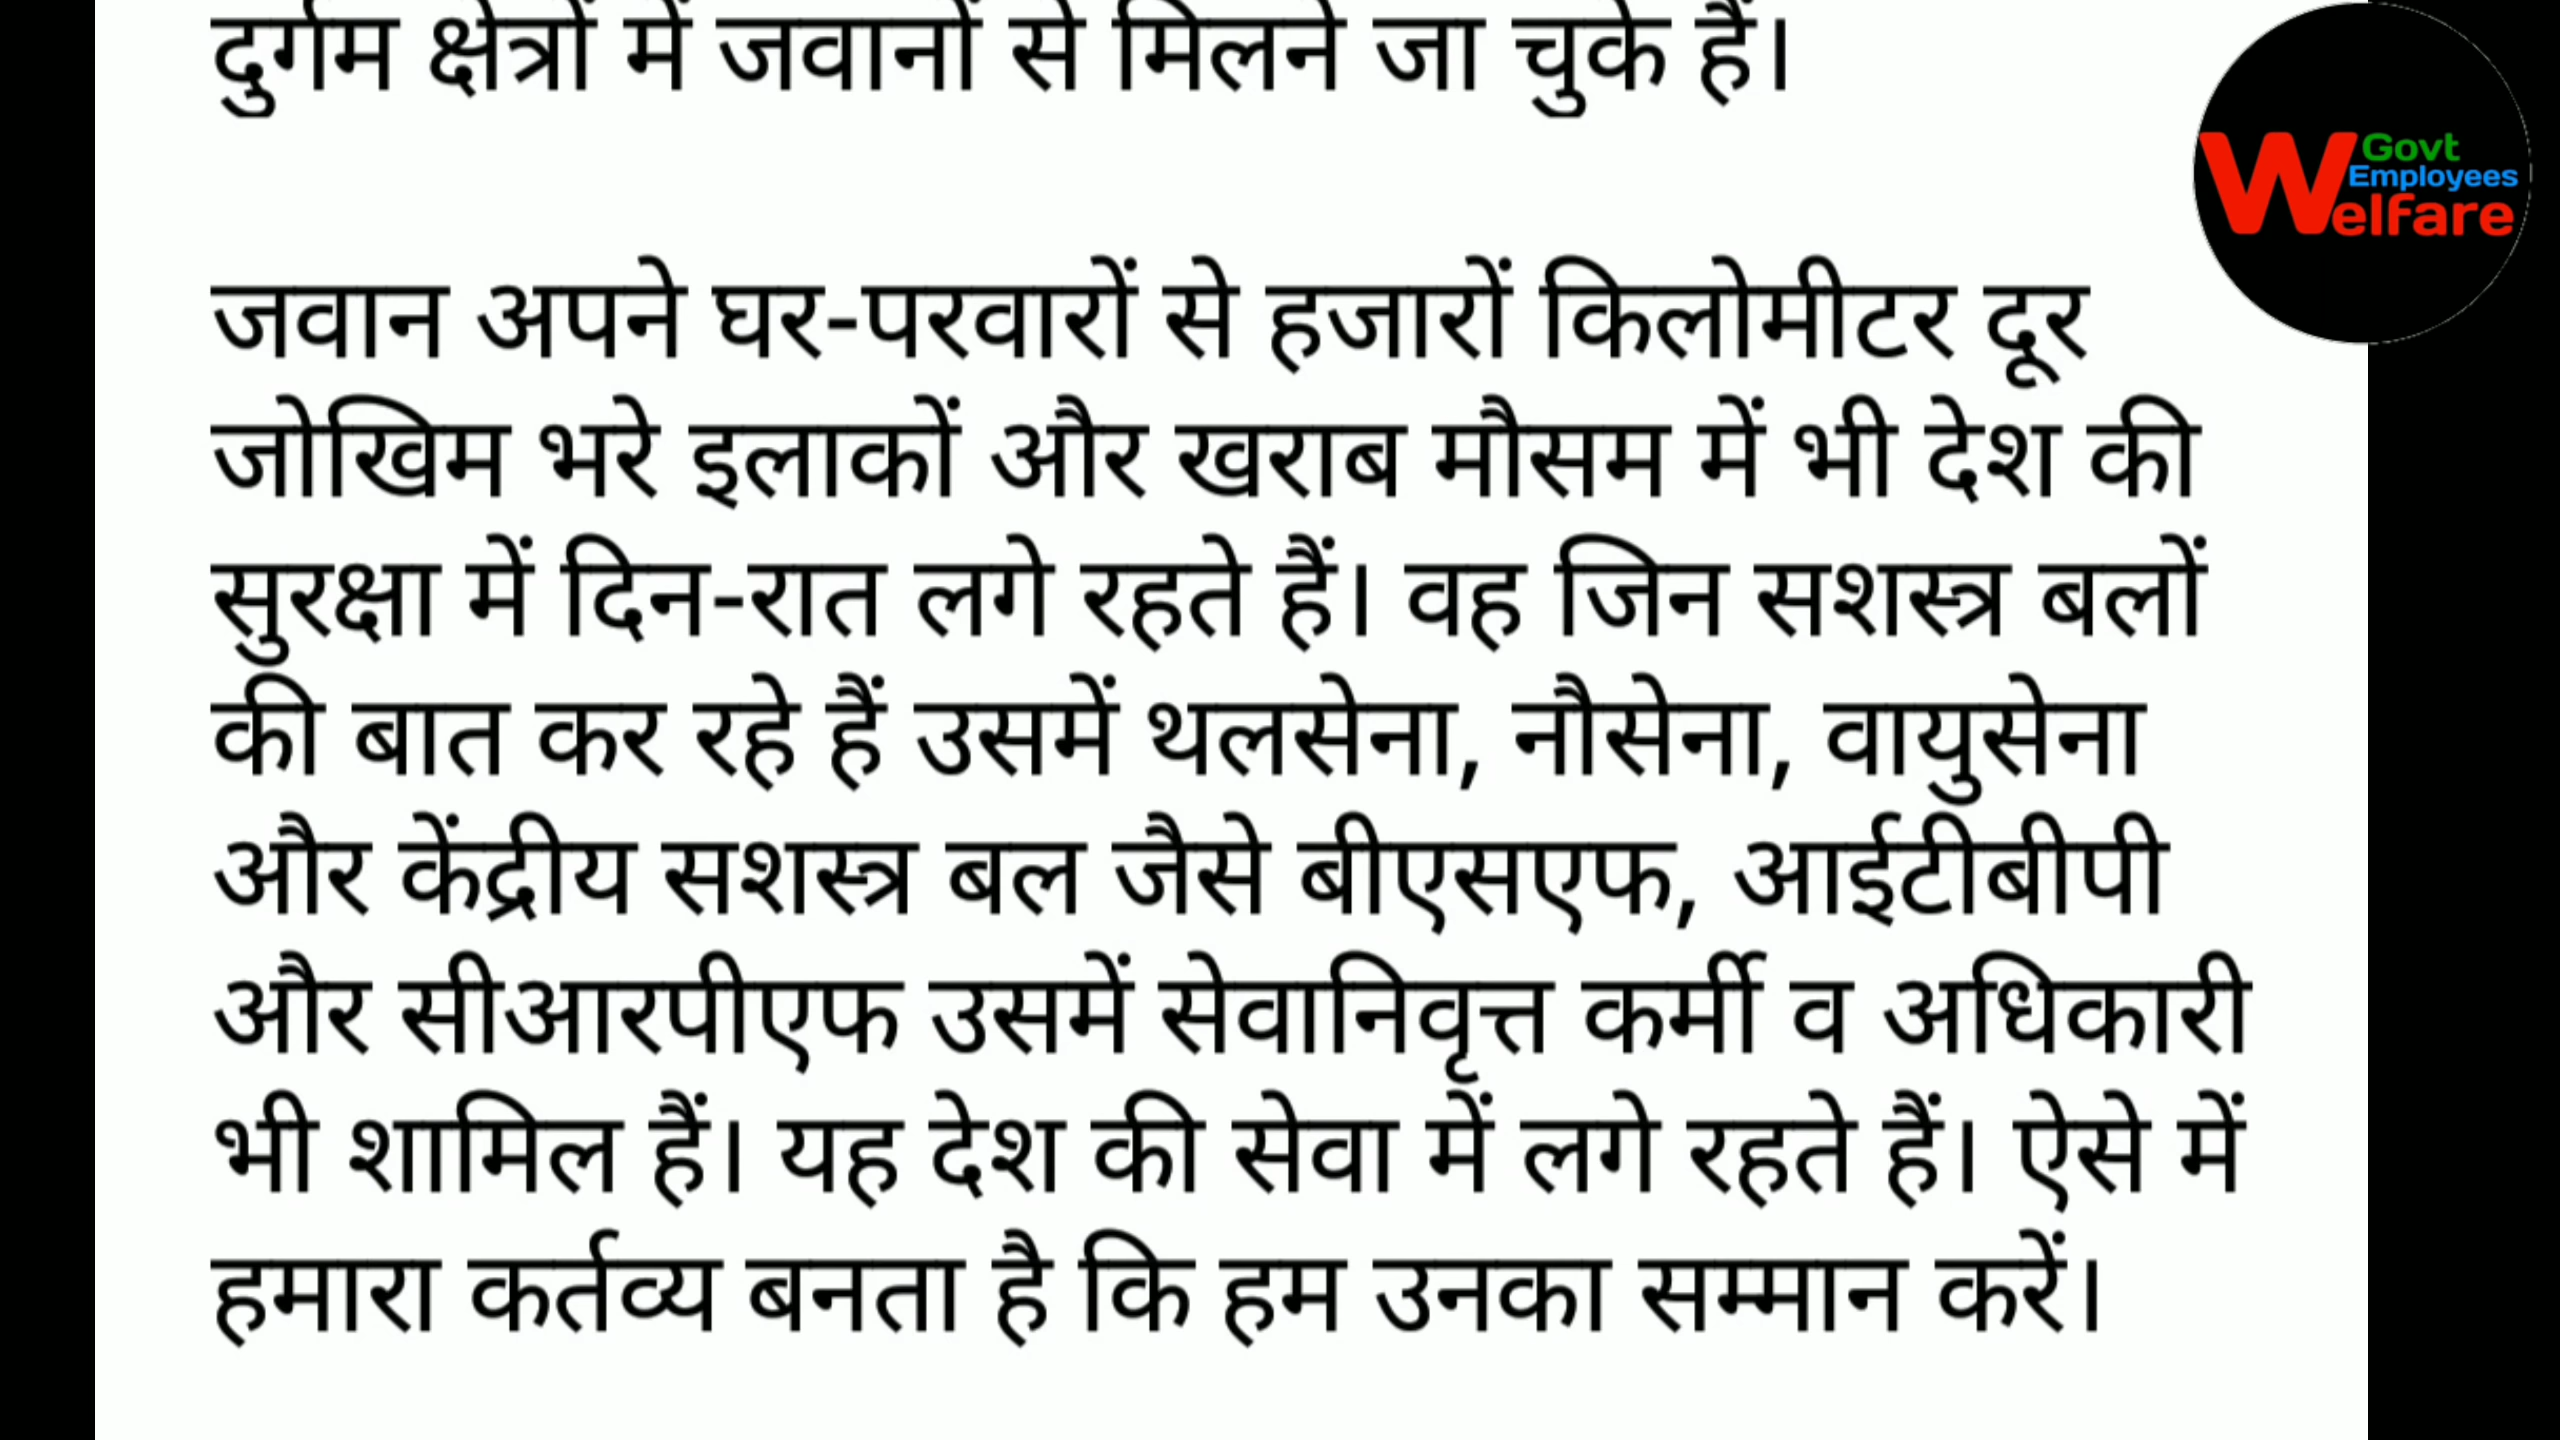 दुर्गम क्षेत्रों में जवानों से मिलने जा चुके हैं।
Govt
Employees
Welfare
जवान अपने घर-परवारों से हजारों किलोमीटर दूर
जोखिम भरे इलाकों और खराब मौसम में भी देश की
सुरक्षा में दिन-रात लगे रहते हैं। वह जिन सशस्त्र बलों
की बात कर रहे हैं उसमें थलसेना, नौसेना, वायुसेना
और केंद्रीय सशस्त्र बल जैसे बीएसएफ, आईटीबीपी
और सीआरपीएफ उसमें सेवानिवृत्त कर्मी व अधिकारी
भी शामिल हैं। यह देश की सेवा में लगे रहते हैं। ऐसे में
हमारा कर्तव्य बनता है कि हम उनका सम्मान करें।